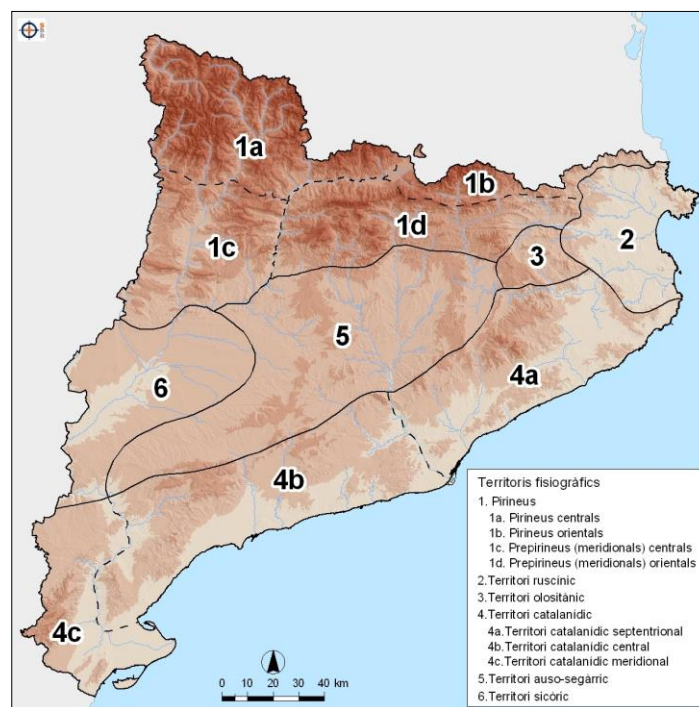 1a
1b
1c
1d
2
3
5
4a
6
4b
4c
0 10 20 40 km
Territoris fisiogràfics
1. Pirineus
1a. Pirineus centrals
1b. Pirineus orientals
1c. Prepirineus (meridionals) centrals
1d. Prepirineus (meridionals) orientals
2.Territori ruscínic
3.Territori olositànic
4.Territori catalanídic
4a.Territori catalanídic septentrional
4b.Territori catalanídic central
4c.Territori catalanídic meridional
5.Territori auso-segàrric
6.Territori sicòric